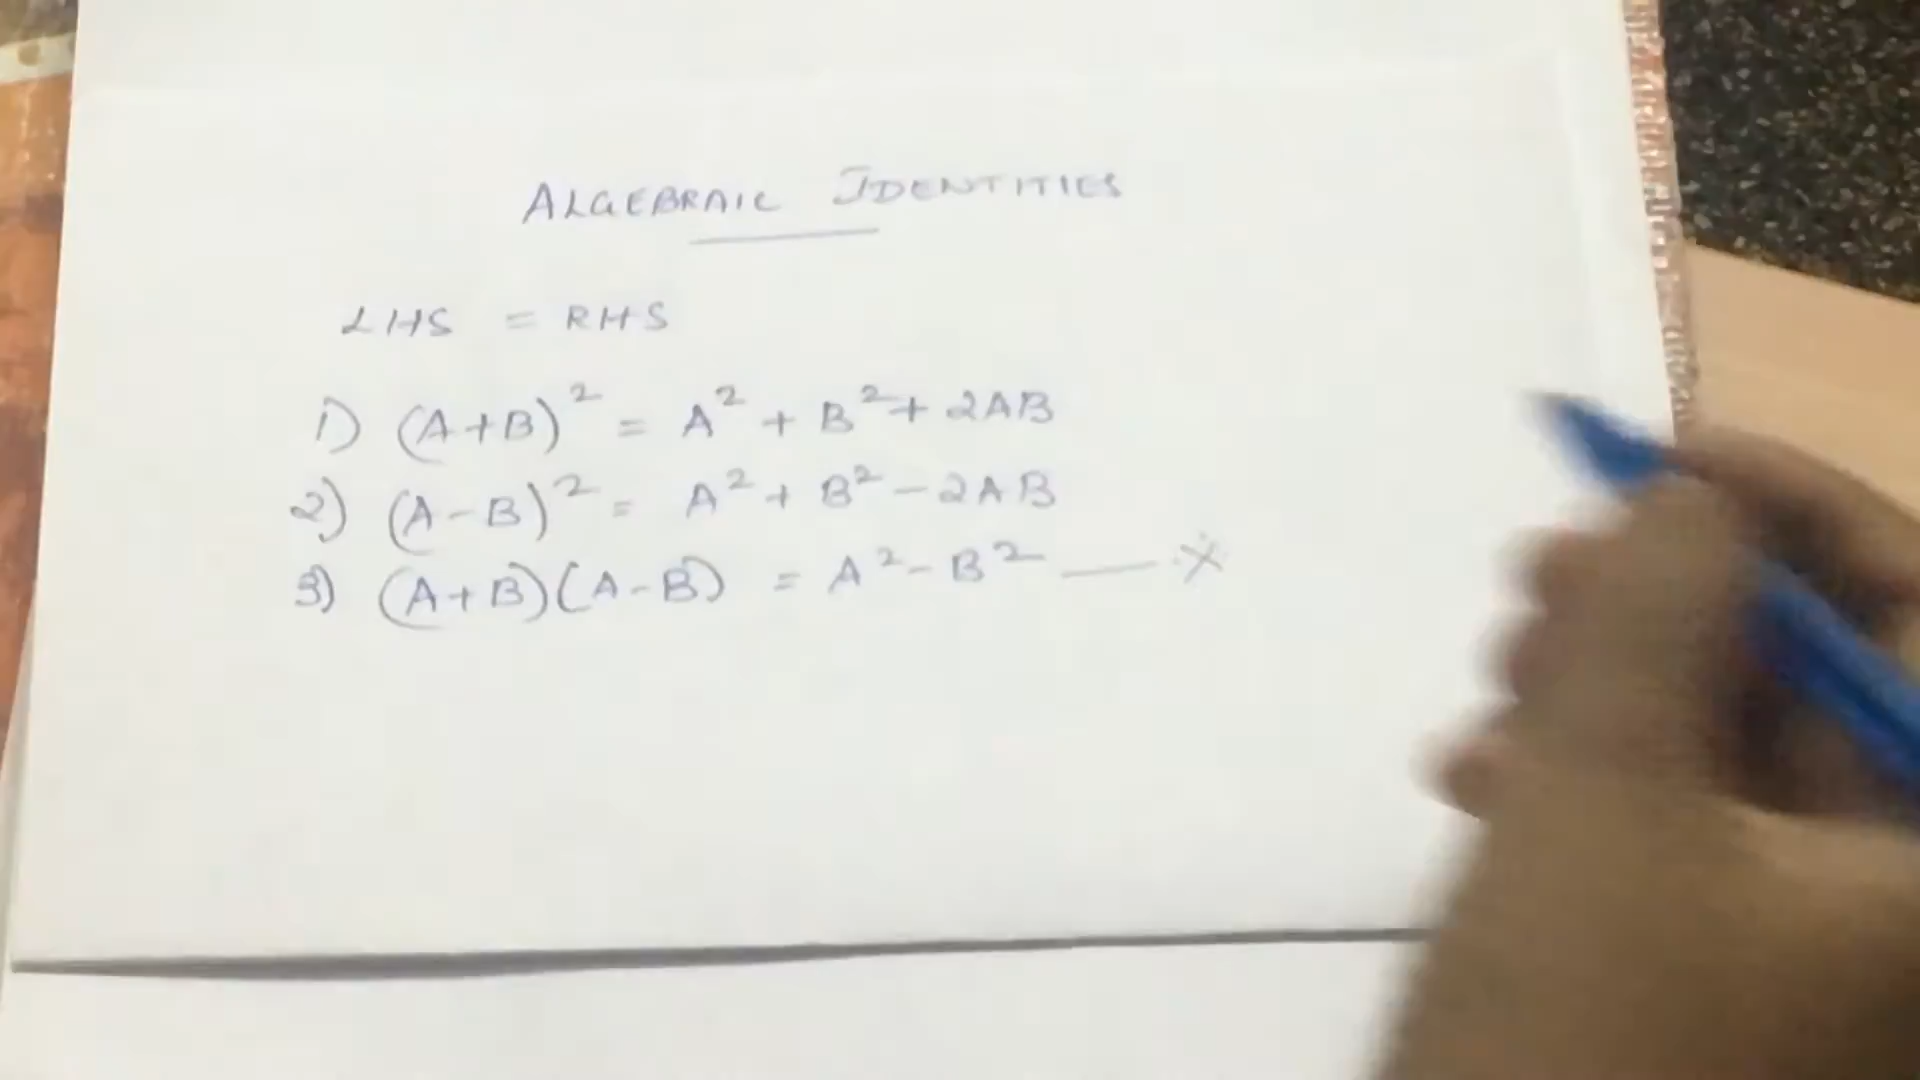 ALGEBRAIC IDENTITIES
LHS = RHS
1) (A+B)² = A² + B² + 2AB
2) (A-B)² = A² + B² - 2AB
3) (A+B)(A-B) = A² - B² —